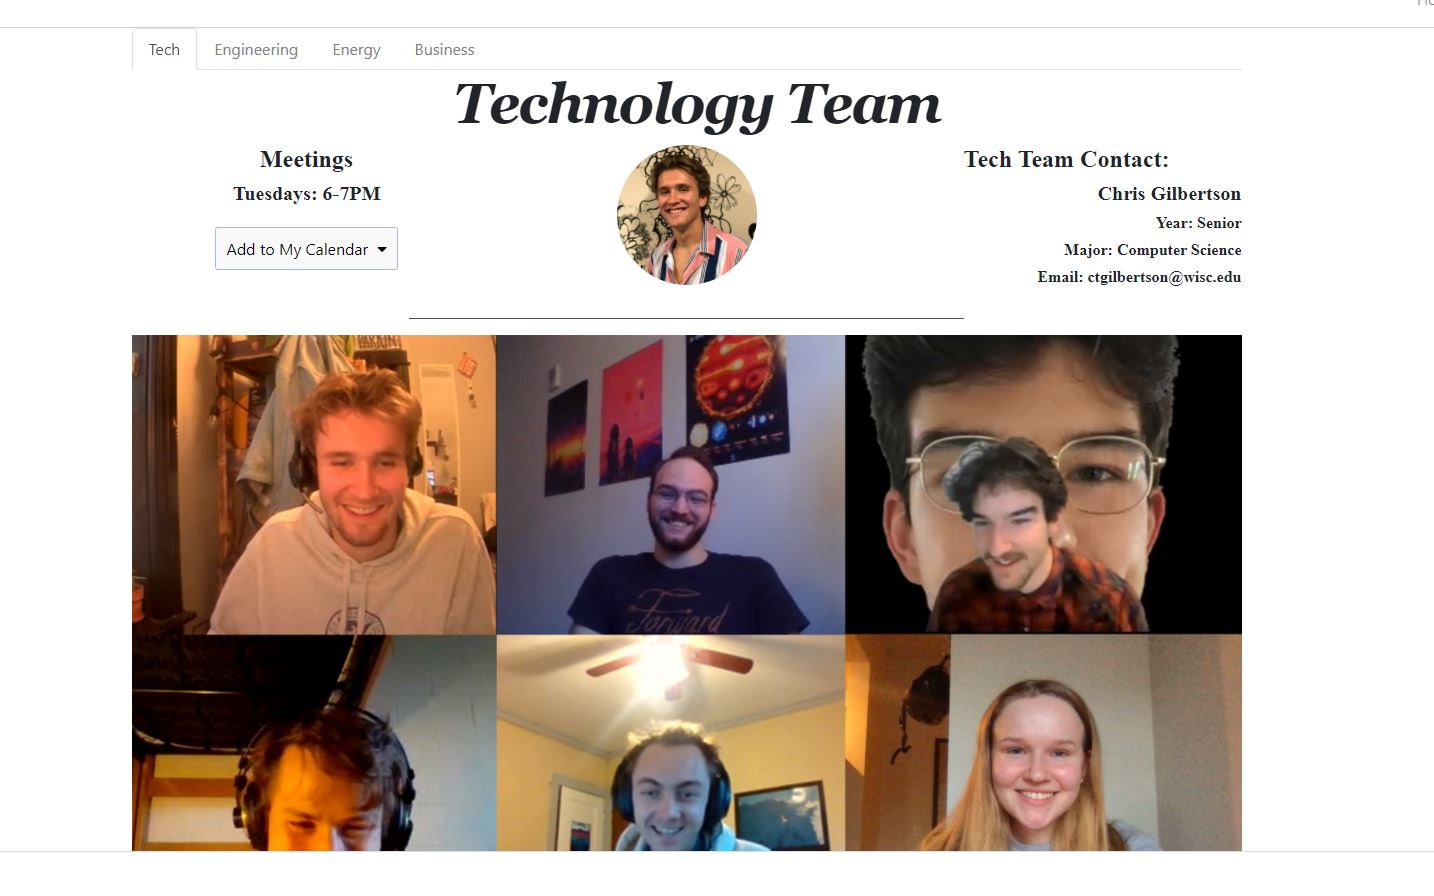 Tech
Engineering
Energy
Business
Technology Team
Meetings
Tuesdays: 6-7PM
Add to My Calendar
Tech Team Contact:
Chris Gilbertson
Year: Senior
Major: Computer Science
Email: ctgilbertson@wisc.edu
Forward